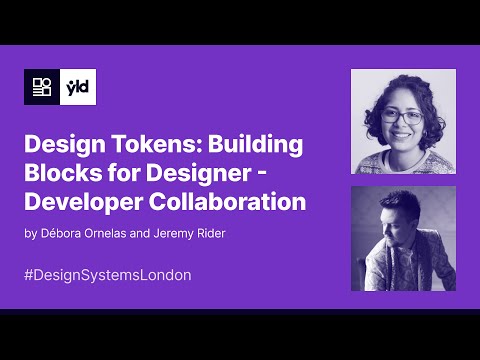 yld
Design Tokens: Building
Blocks for Designer -
Developer Collaboration
by Débora Ornelas and Jeremy Rider
#DesignSystemsLondon